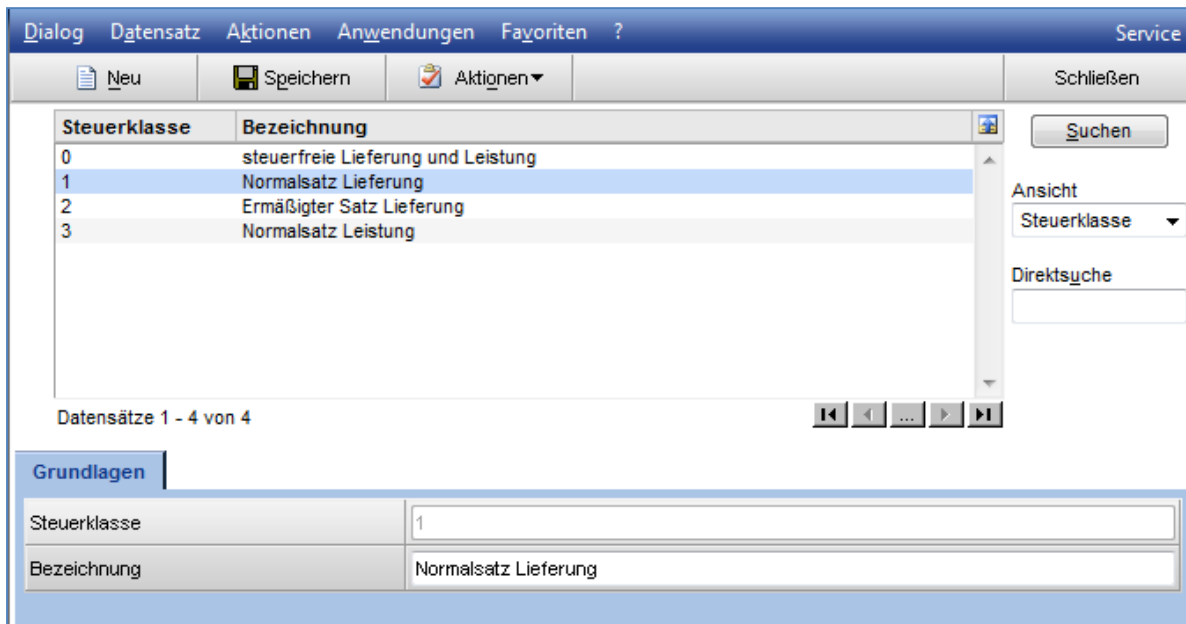 Dialog Datensatz Aktionen Anwendungen Favoriten ? Service
Neu Speichern Aktionen Schließen
Steuerklasse Bezeichnung Suchen
0 steuerfreie Lieferung und Leistung
1 Normalsatz Lieferung
2 Ermäßigter Satz Lieferung
3 Normalsatz Leistung
Ansicht
Steuerklasse
Direktsuche
Datensätze 1 - 4 von 4 ...
Grundlagen
Steuerklasse 1
Bezeichnung Normalsatz Lieferung